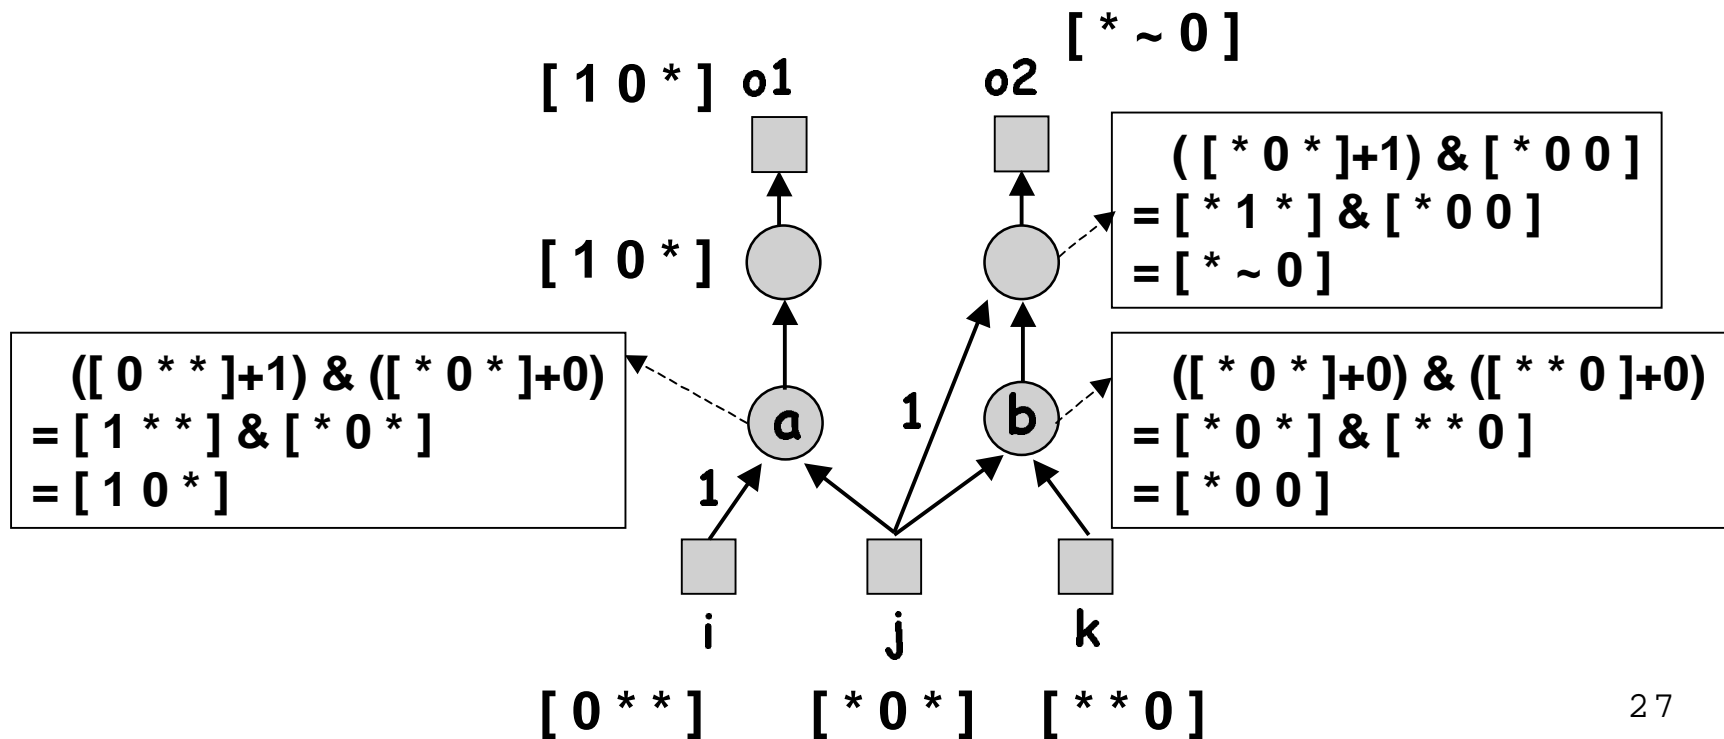 [ * ~ 0 ]
[ 1 0 * ] o1 o2
( [ * 0 * ]+1) & [ * 0 0 ]
= [ * 1 * ] & [ * 0 0 ]
= [ * ~ 0 ]
[ 1 0 * ]
([ 0 * * ]+1) & ([ * 0 * ]+0)
= [ 1 * * ] & [ * 0 * ]
= [ 1 0 * ]
a
1
b
([ * 0 * ]+0) & ([ * * 0 ]+0)
= [ * 0 * ] & [ * * 0 ]
= [ * 0 0 ]
1
i j k
[ 0 * * ] [ * 0 * ] [ * * 0 ]
27